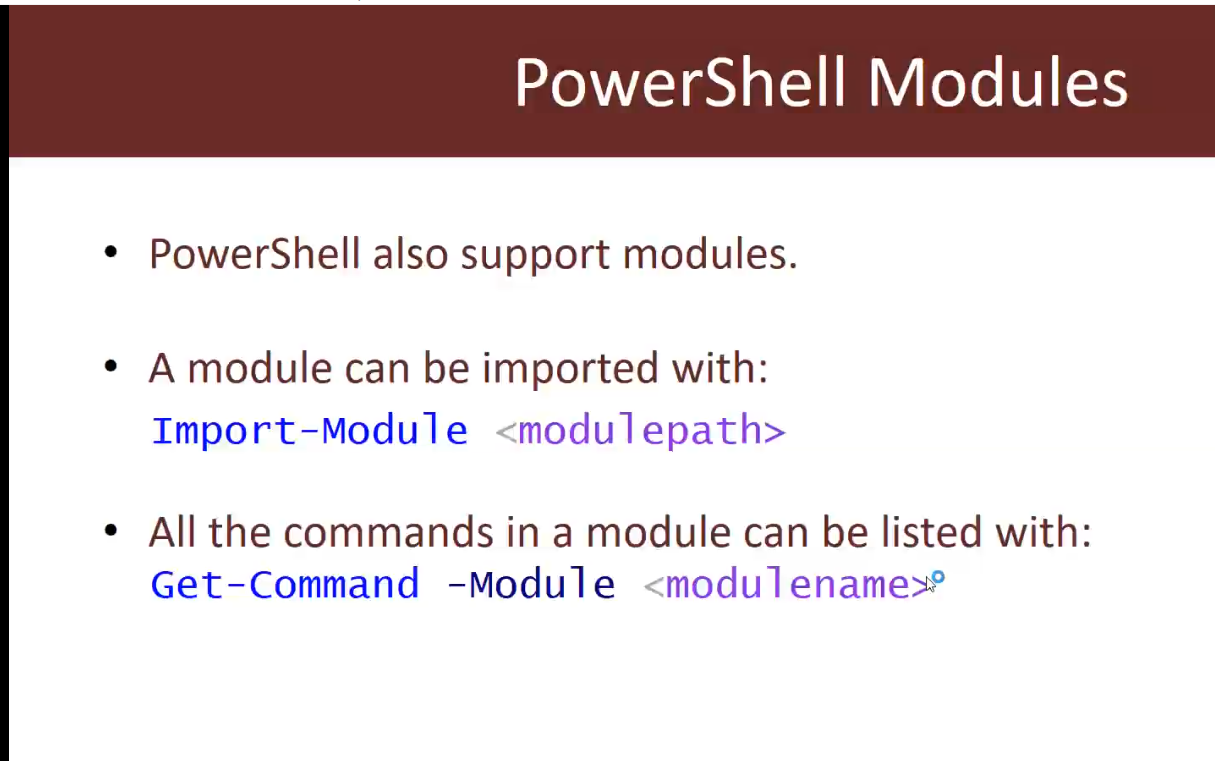 PowerShell Modules
• PowerShell also support modules.
• A module can be imported with:
Import-Module <modulepath>
• All the commands in a module can be listed with:
Get-Command -Module <modulename>